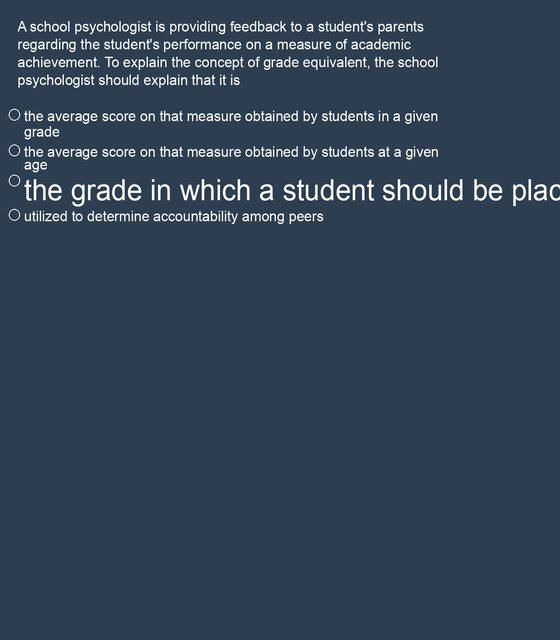 A school psychologist is providing feedback to a student's parents
regarding the student's performance on a measure of academic
achievement. To explain the concept of grade equivalent, the school
psychologist should explain that it is
the average score on that measure obtained by students in a given
grade
the average score on that measure obtained by students at a given
age
the grade in which a student should be plac
utilized to determine accountability among peers